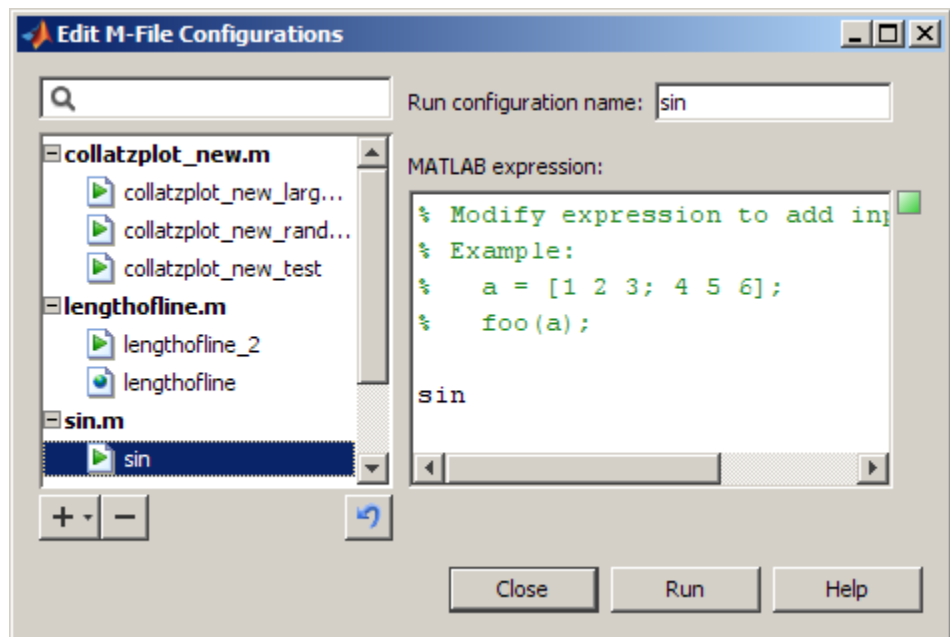 Edit M-File Configurations
Run configuration name: sin
collatzplot_new.m
collatzplot_new_larg...
collatzplot_new_rand...
collatzplot_new_test
lengthofline.m
lengthofline_2
lengthofline
sin.m
sin
MATLAB expression:
% Modify expression to add inp
% Example:
%   a = [1 2 3; 4 5 6];
%   foo(a);
sin
Close Run Help